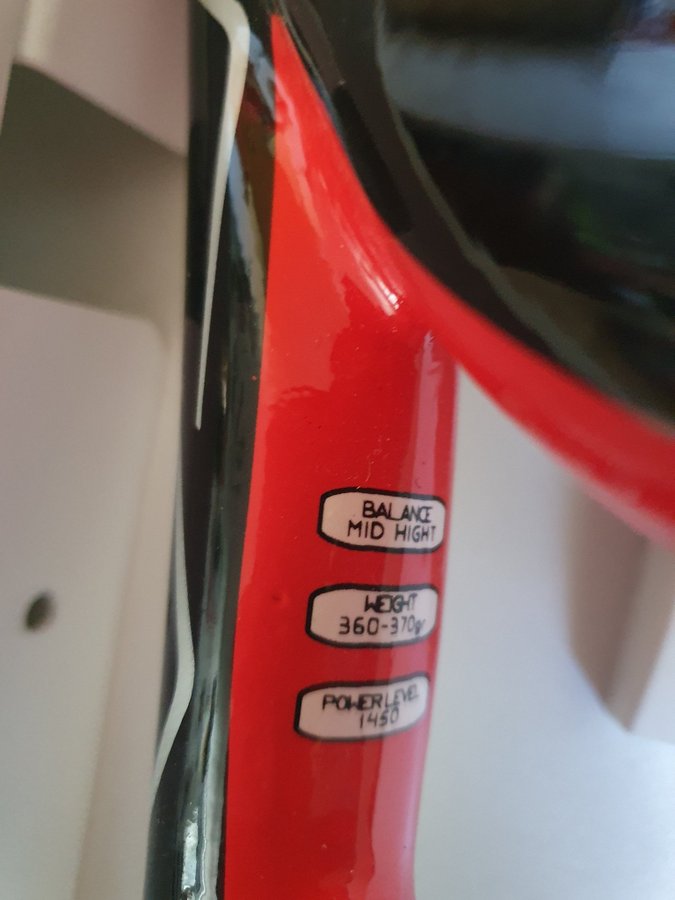 BALANCE
MID HIGHT
WEIGHT
360-370gr
POWER LEVEL
1450